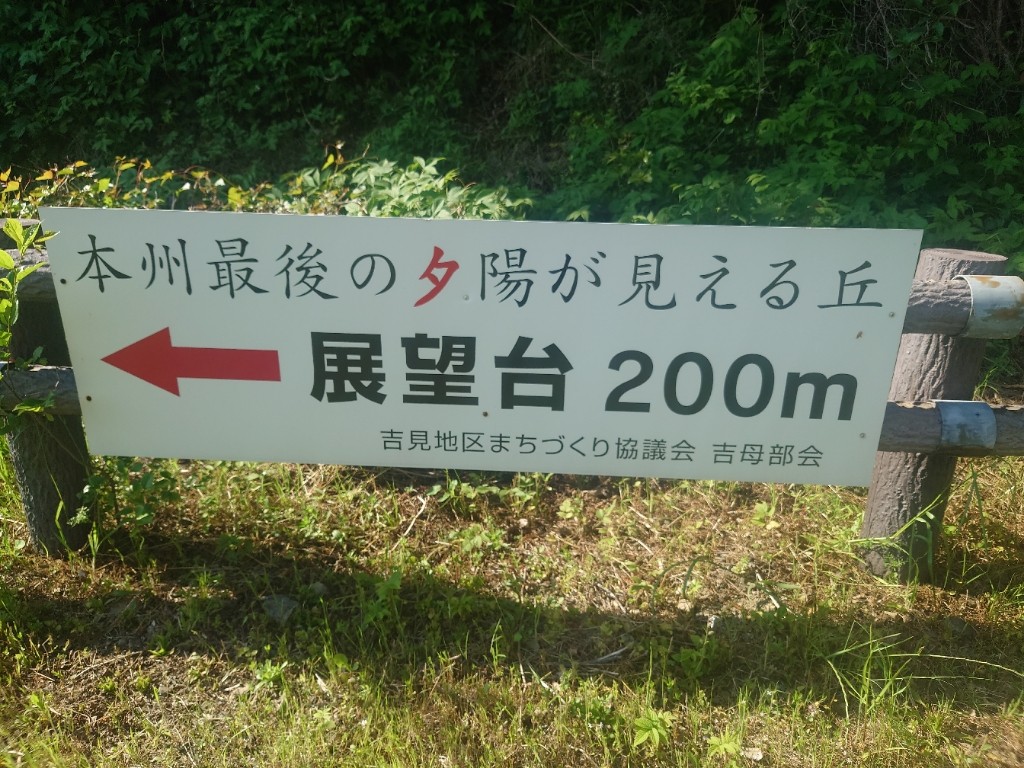 本州最後の夕陽が見える丘
展望台 200m
吉見地区まちづくり協議会 吉母部会